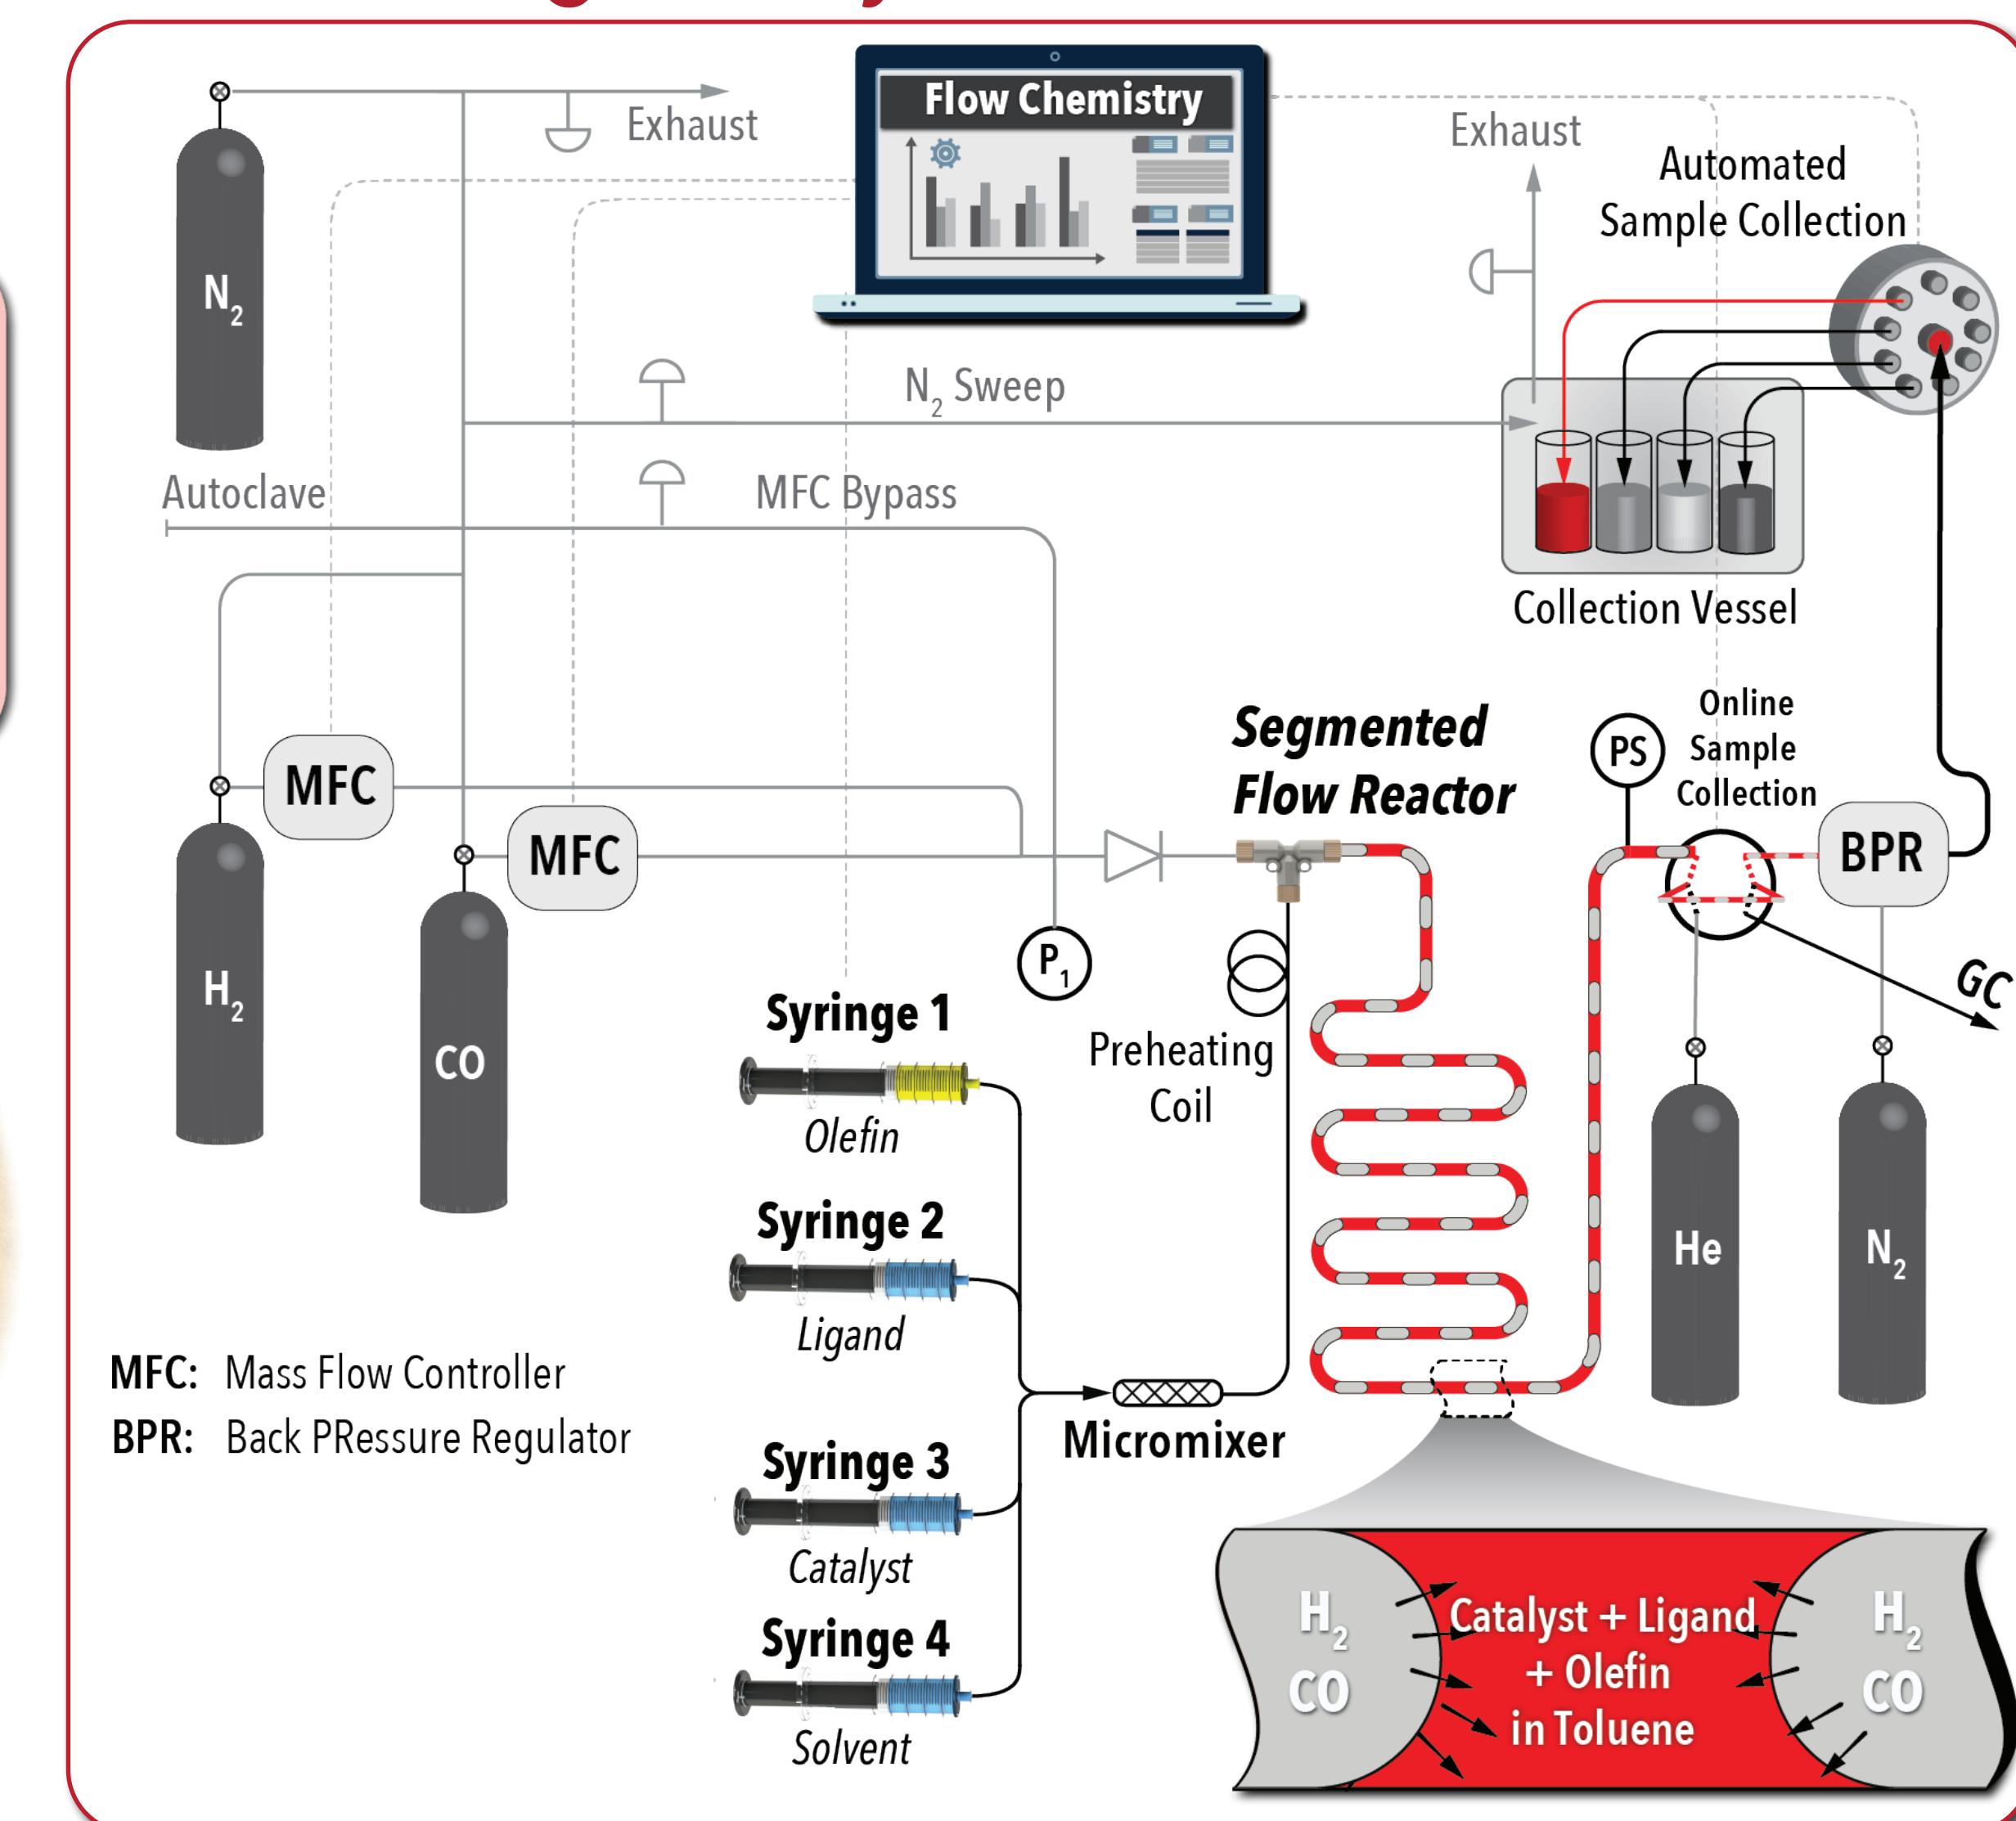 Flow Chemistry
Exhaust
Exhaust
Automated
Sample Collection
N₂
N₂ Sweep
Autoclave
MFC Bypass
Collection Vessel
Segmented
Flow Reactor
PS
Online
Sample
Collection
MFC
MFC
BPR
P₁
GC
H₂
CO
Syringe 1
Olefin
Preheating
Coil
Syringe 2
Ligand
He
N₂
MFC: Mass Flow Controller
BPR: Back PRessure Regulator
Micromixer
Syringe 3
Catalyst
Syringe 4
Solvent
H₂
CO
Catalyst + Ligand
+ Olefin
in Toluene
H₂
CO